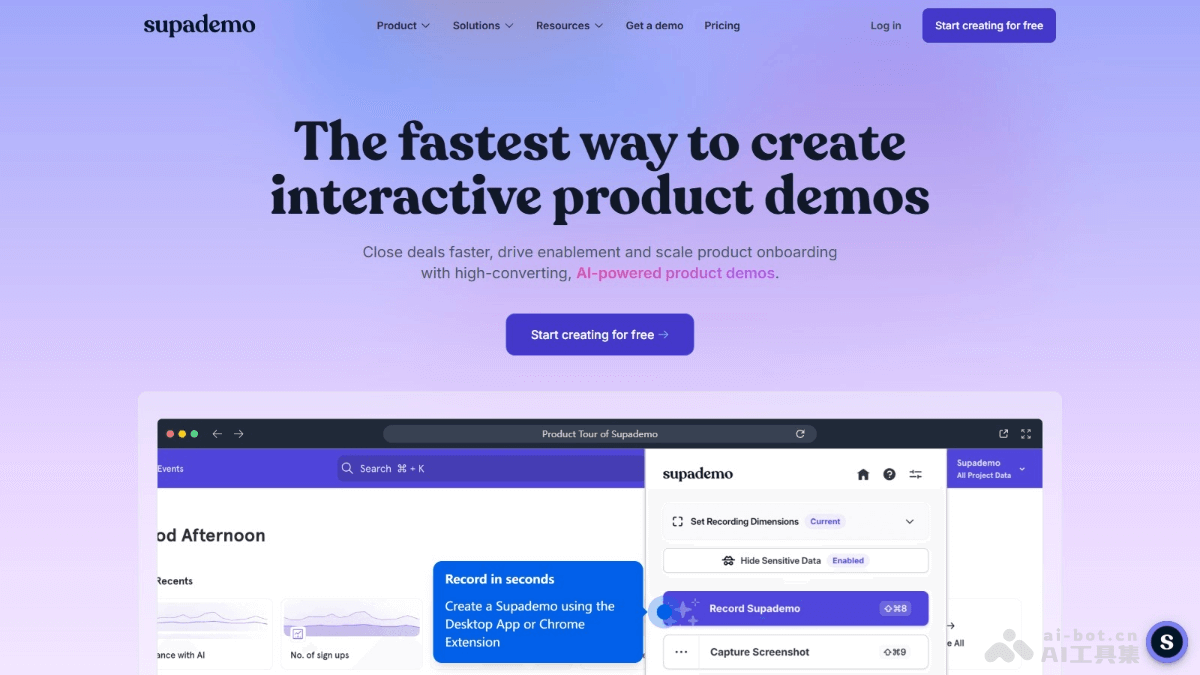 supademo
Product
Solutions
Resources
Get a demo
Pricing
Log in
Start creating for free
The fastest way to create
interactive product demos
Close deals faster, drive enablement and scale product onboarding
with high-converting, AI-powered product demos.
Start creating for free →
Product Tour of Supademo
Events
Search ⌘ + K
supademo
Supademo
All Project Data
Set Recording Dimensions Current
od Afternoon
Hide Sensitive Data Enabled
Recents
Record in seconds
Create a Supademo using the
Desktop App or Chrome
Extension
Record Supademo ⇧⌘8
ance with AI
No. of sign ups
Capture Screenshot ⇧⌘9
e All
ai-bot.cn
AI工具集
S